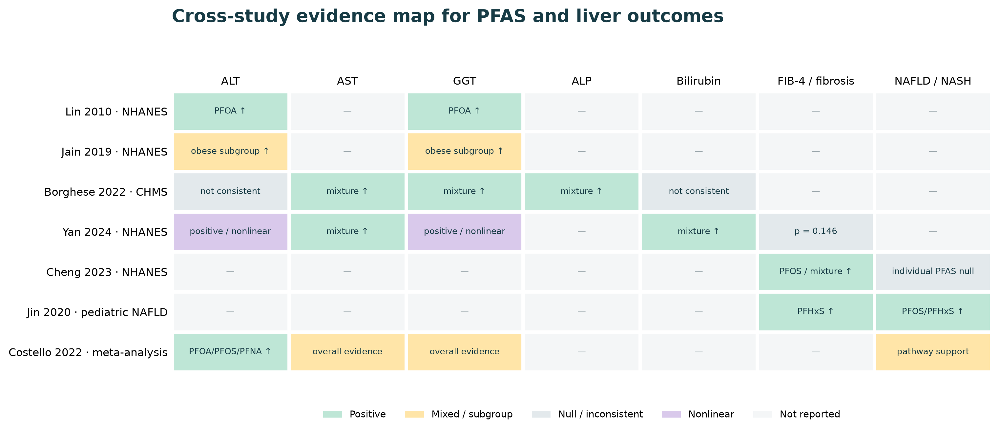 Cross-study evidence map for PFAS and liver outcomes
ALT AST GGT ALP Bilirubin FIB-4 / fibrosis NAFLD / NASH
Lin 2010 · NHANES PFOA ↑ — PFOA ↑ — — — —
Jain 2019 · NHANES obese subgroup ↑ — obese subgroup ↑ — — — —
Borghese 2022 · CHMS not consistent mixture ↑ mixture ↑ mixture ↑ not consistent — —
Yan 2024 · NHANES positive / nonlinear mixture ↑ positive / nonlinear — mixture ↑ p = 0.146 —
Cheng 2023 · NHANES — — — — — PFOS / mixture ↑ individual PFAS null
Jin 2020 · pediatric NAFLD — — — — — PFHxS ↑ PFOS/PFHxS ↑
Costello 2022 · meta-analysis PFOA/PFOS/PFNA ↑ overall evidence overall evidence — — — pathway support
Positive Mixed / subgroup Null / inconsistent Nonlinear Not reported